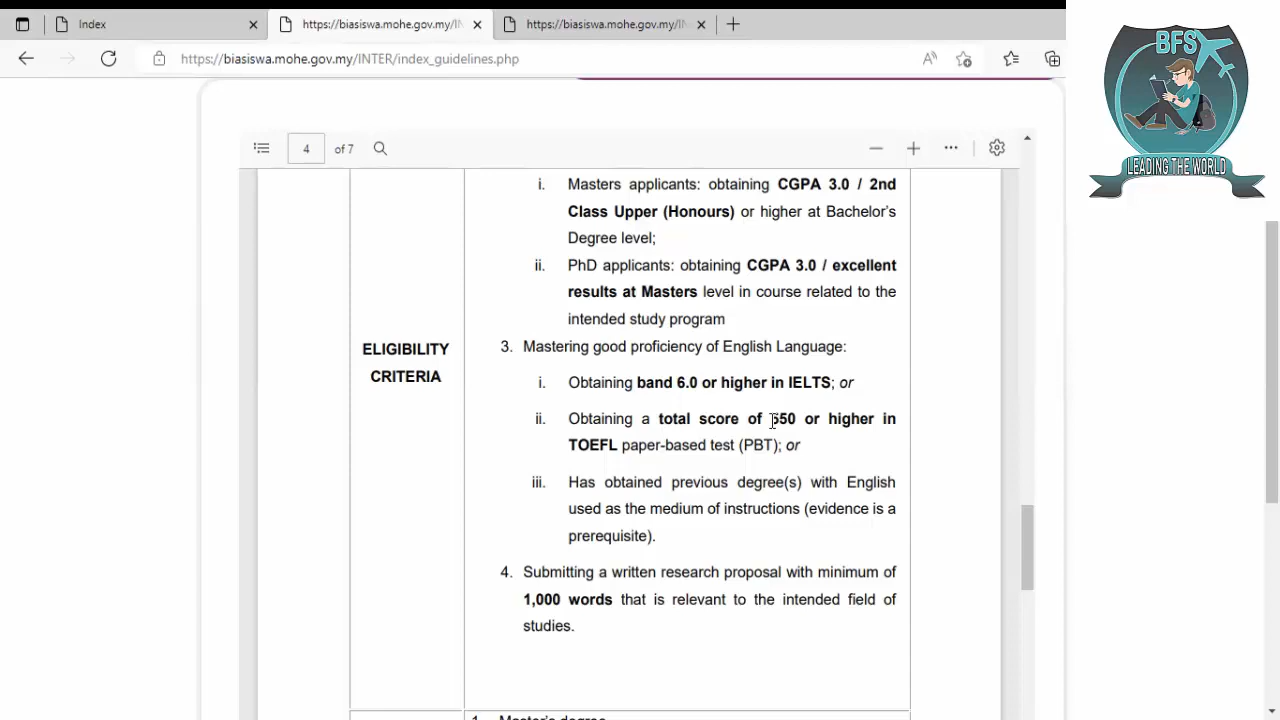 Index
https://biasiswa.mohe.gov.my/IN
https://biasiswa.mohe.gov.my/IN
https://biasiswa.mohe.gov.my/INTER/index_guidelines.php
BFS
LEADING THE WORLD
4 of 7
i. Masters applicants: obtaining CGPA 3.0 / 2nd
Class Upper (Honours) or higher at Bachelor's
Degree level;
ii. PhD applicants: obtaining CGPA 3.0 / excellent
results at Masters level in course related to the
intended study program
ELIGIBILITY
CRITERIA
3. Mastering good proficiency of English Language:
i. Obtaining band 6.0 or higher in IELTS; or
ii. Obtaining a total score of 550 or higher in
TOEFL paper-based test (PBT); or
iii. Has obtained previous degree(s) with English
used as the medium of instructions (evidence is a
prerequisite).
4. Submitting a written research proposal with minimum of
1,000 words that is relevant to the intended field of
studies.
1. Master's degree